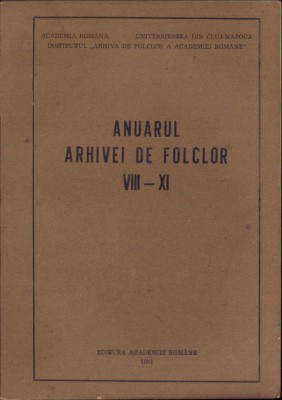 ACADEMIA ROMÂNĂ UNIVERSITATEA DIN CLUJ-NAPOCA
INSTITUTUL „ARHIVA DE FOLCLOR A ACADEMIEI ROMÂNE"
ANUARUL
ARHIVEI DE FOLCLOR
VIII – XI
EDITURA ACADEMIEI ROMÂNE
1991